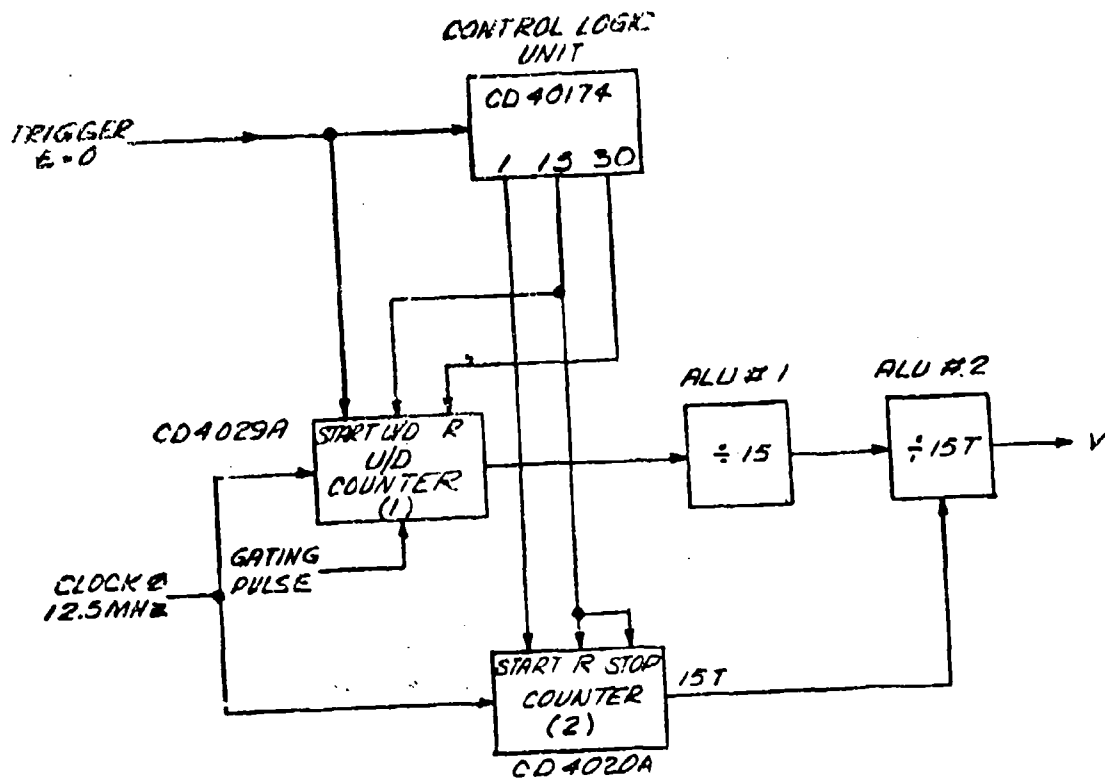 CONTROL LOGIC
UNIT
CD40174
1 15 30
TRIGGER
t=0
CD4029A
START U/D R
U/D
COUNTER
(1)
GATING
PULSE
CLOCK @
12.5MHz
ALU #1
÷ 15
ALU #2
÷ 15T
V
START R STOP
COUNTER
(2)
15T
CD4020A